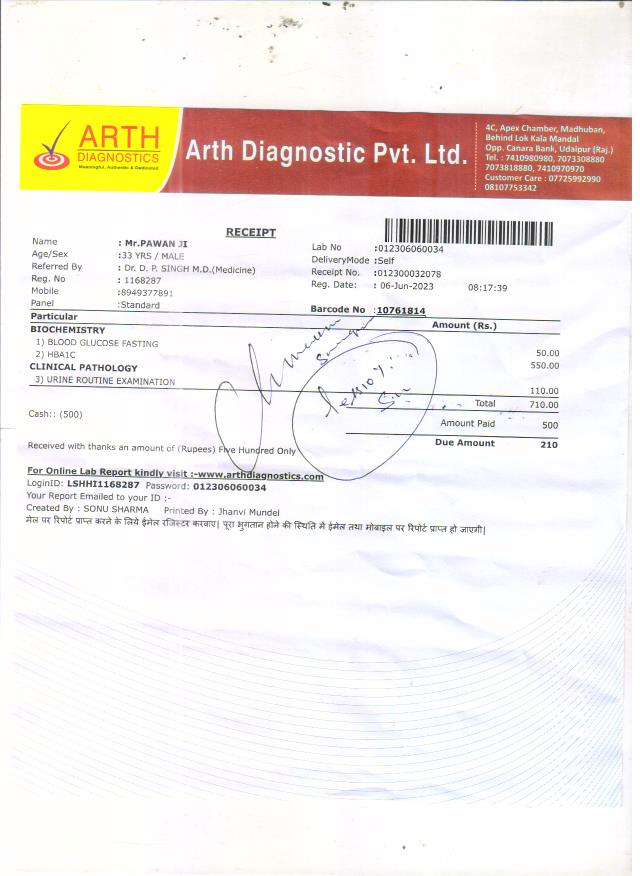 ARTH
DIAGNOSTICS
Meaningful, Authentic & Dedicated
Arth Diagnostic Pvt. Ltd.
4C, Apex Chamber, Madhuban,
Behind Lok Kala Mandal
Opp. Canara Bank, Udaipur (Raj.)
Tel. : 7410980980, 7073308880
7073818880, 7410970970
Customer Care : 07725992990
08107753342
RECEIPT
Name : Mr.PAWAN JI
Age/Sex :33 YRS / MALE
Referred By : Dr. D. P. SINGH M.D.(Medicine)
Reg. No : 1168287
Mobile :8949377891
Panel :Standard
Lab No :012306060034
DeliveryMode :Self
Receipt No. :012300032078
Reg. Date: : 06-Jun-2023 08:17:39
Barcode No :10761814
Particular Amount (Rs.)
BIOCHEMISTRY
1) BLOOD GLUCOSE FASTING 50.00
2) HBA1C 550.00
CLINICAL PATHOLOGY
3) URINE ROUTINE EXAMINATION 110.00
Total 710.00
Cash:: (500)
Amount Paid 500
Due Amount 210
Received with thanks an amount of (Rupees) Five Hundred Only
For Online Lab Report kindly visit :-www.arthdiagnostics.com
LoginID: LSHHI1168287 Password: 012306060034
Your Report Emailed to your ID :-
Created By : SONU SHARMA Printed By : Jhanvi Mundel
मेल पर रिपोर्ट प्राप्त करने के लिये ईमेल रजिस्टर करवाए| पूरा भुगतान होने की स्थिति मे ईमेल तथा मोबाइल पर रिपोर्ट प्राप्त हो जाएगी|